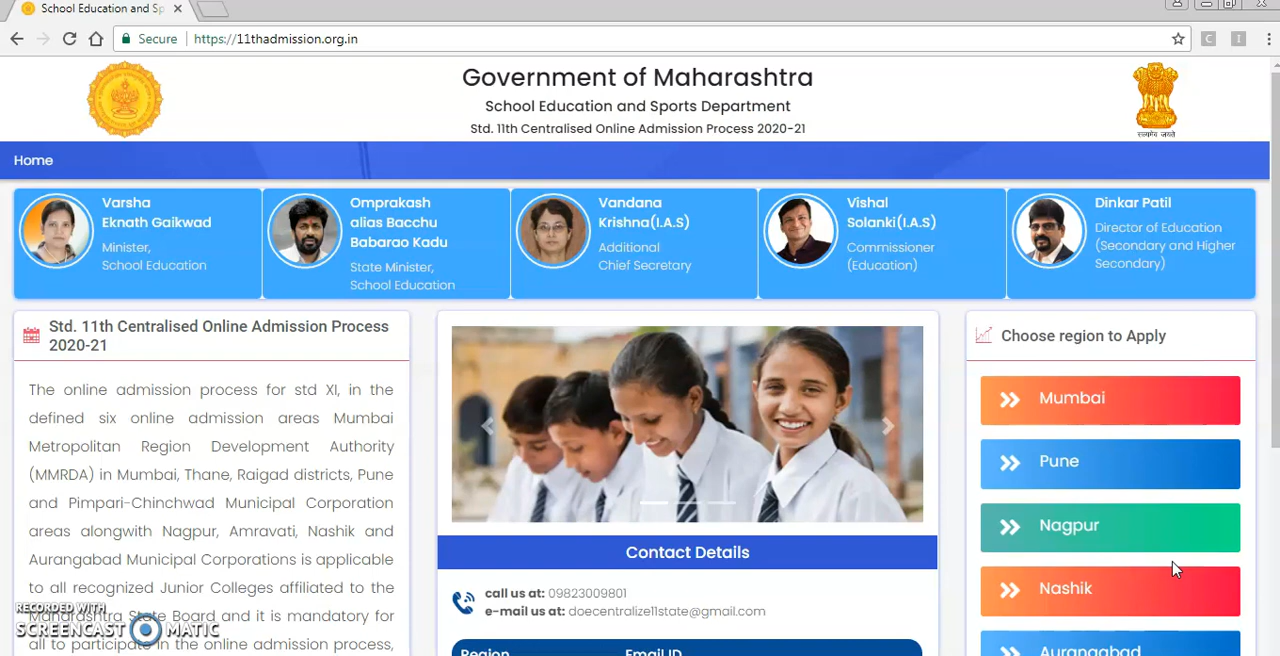 School Education and Sp
Secure
https://11thadmission.org.in
C
I
Government of Maharashtra
School Education and Sports Department
Std. 11th Centralised Online Admission Process 2020-21
सत्यमेव जयते
Home
Varsha
Eknath Gaikwad
Minister,
School Education
Omprakash
alias Bacchu
Babarao Kadu
State Minister,
School Education
Vandana
Krishna(I.A.S)
Additional
Chief Secretary
Vishal
Solanki(I.A.S)
Commissioner
(Education)
Dinkar Patil
Director of Education
(Secondary and Higher
Secondary)
Std. 11th Centralised Online Admission Process
2020-21
The online admission process for std XI, in the
defined six online admission areas Mumbai
Metropolitan Region Development Authority
(MMRDA) in Mumbai, Thane, Raigad districts, Pune
and Pimpari-Chinchwad Municipal Corporation
areas alongwith Nagpur, Amravati, Nashik and
Aurangabad Municipal Corporations is applicable
to all recognized Junior Colleges affiliated to the
Maharashtra State Board and it is mandatory for
all to participate in the online admission process,
RECORDED WITH
SCREENCAST MATIC
Contact Details
call us at: 09823009801
e-mail us at: doecentralize11state@gmail.com
Region EmailID
Choose region to Apply
Mumbai
Pune
Nagpur
Nashik
Aurangabad